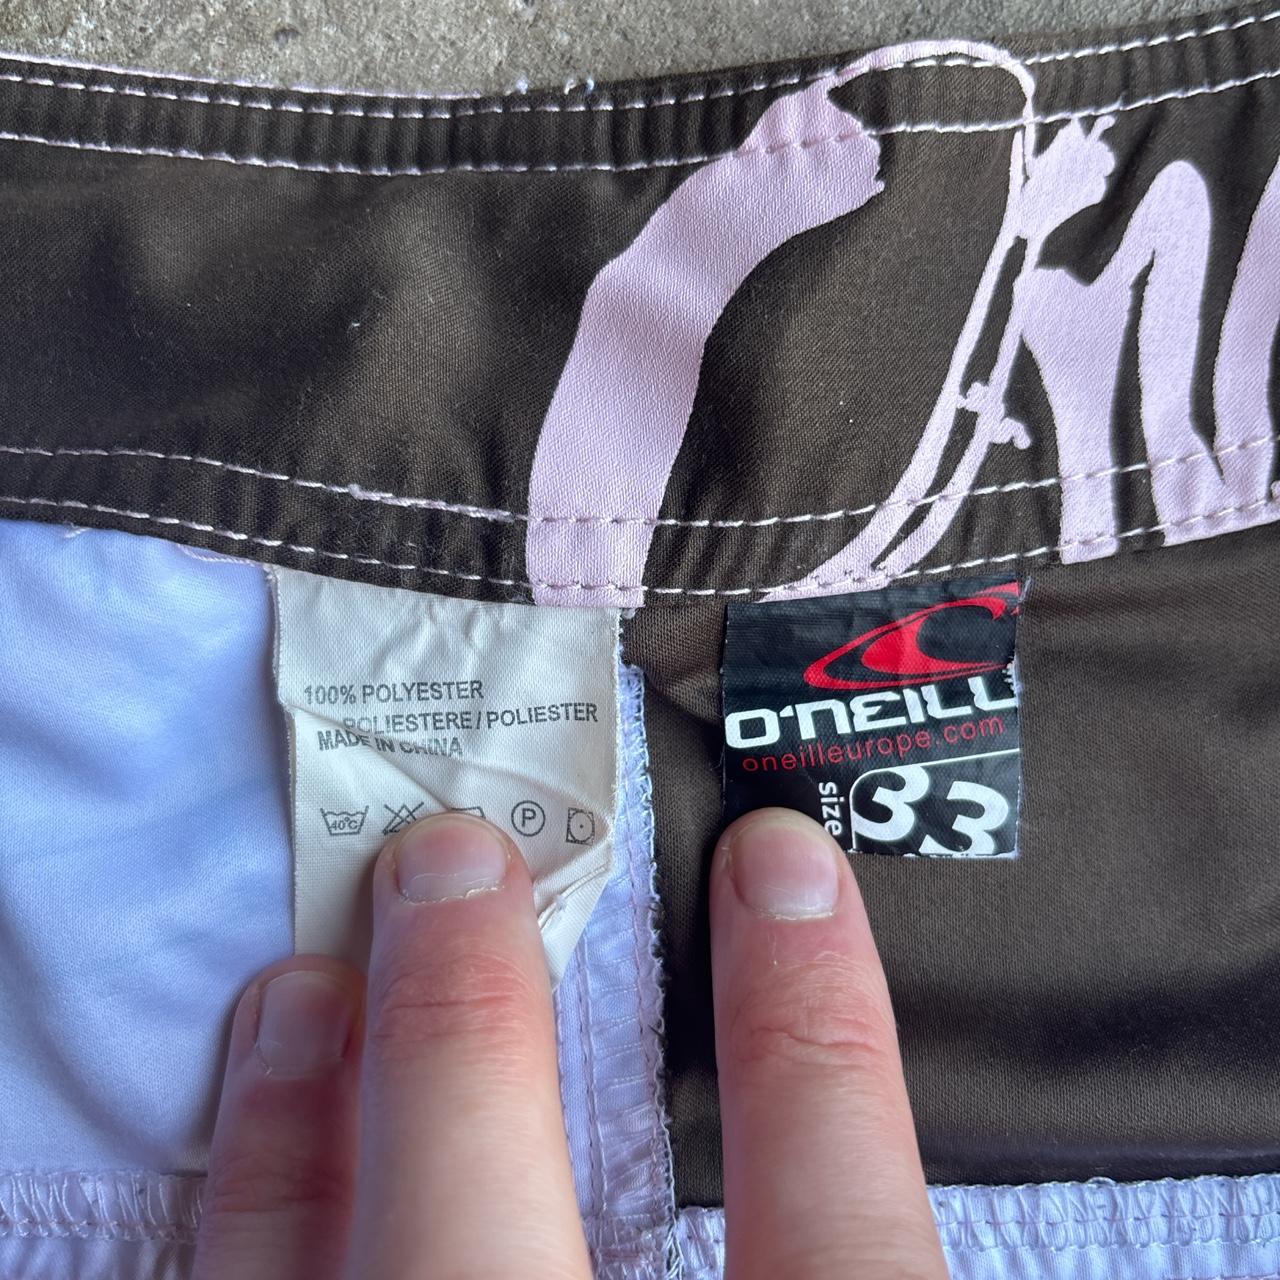 100% POLYESTER
POLIESTERE / POLIESTER
MADE IN CHINA
40°C
P
O'NEILL
oneilleurope.com
size
33